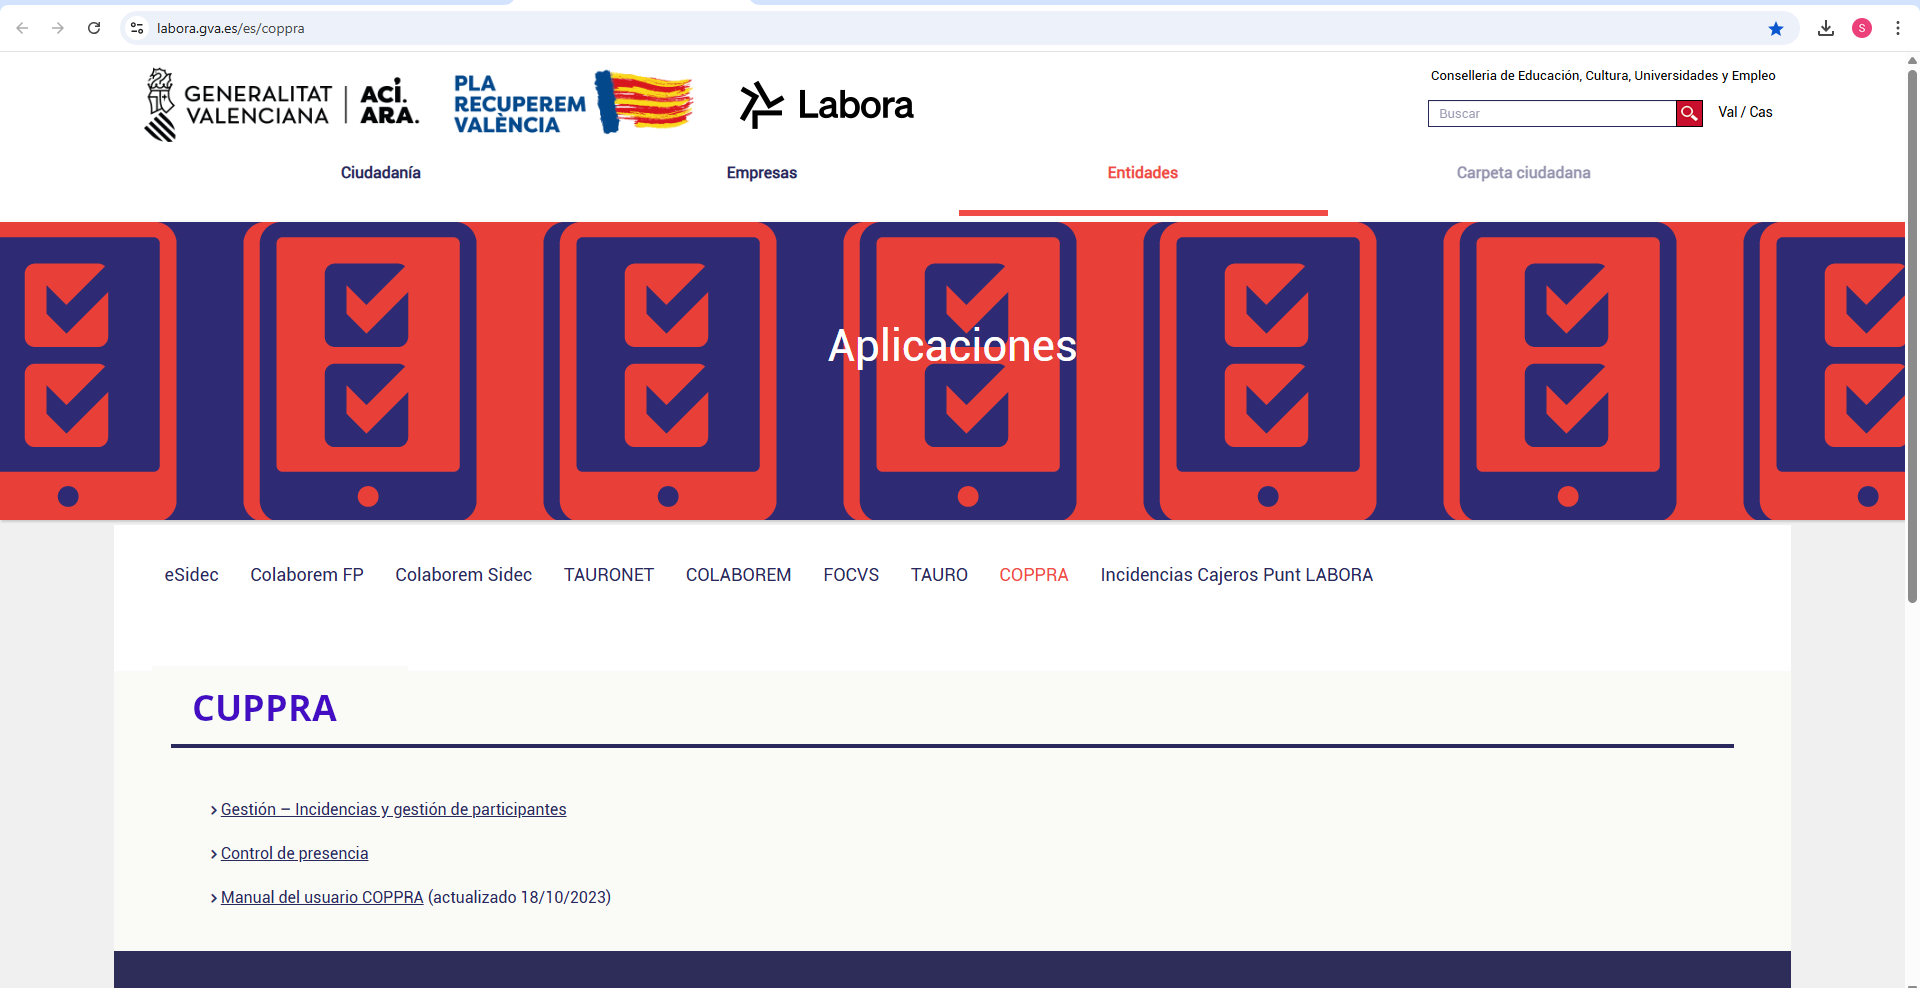 labora.gva.es/es/coppra
S
GENERALITAT VALENCIANA
ACÍ. ARA.
PLA RECUPEREM VALÈNCIA
Labora
Conselleria de Educación, Cultura, Universidades y Empleo
Buscar
Val / Cas
Ciudadanía
Empresas
Entidades
Carpeta ciudadana
Aplicaciones
eSidec
Colaborem FP
Colaborem Sidec
TAURONET
COLABOREM
FOCVS
TAURO
COPPRA
Incidencias Cajeros Punt LABORA
CUPPRA
Gestión – Incidencias y gestión de participantes
Control de presencia
Manual del usuario COPPRA (actualizado 18/10/2023)